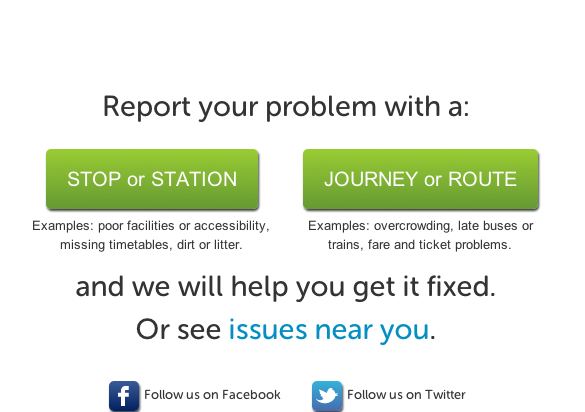 Report your problem with a:
STOP or STATION
JOURNEY or ROUTE
Examples: poor facilities or accessibility,
missing timetables, dirt or litter.
Examples: overcrowding, late buses or
trains, fare and ticket problems.
and we will help you get it fixed.
Or see issues near you.
Follow us on Facebook
Follow us on Twitter